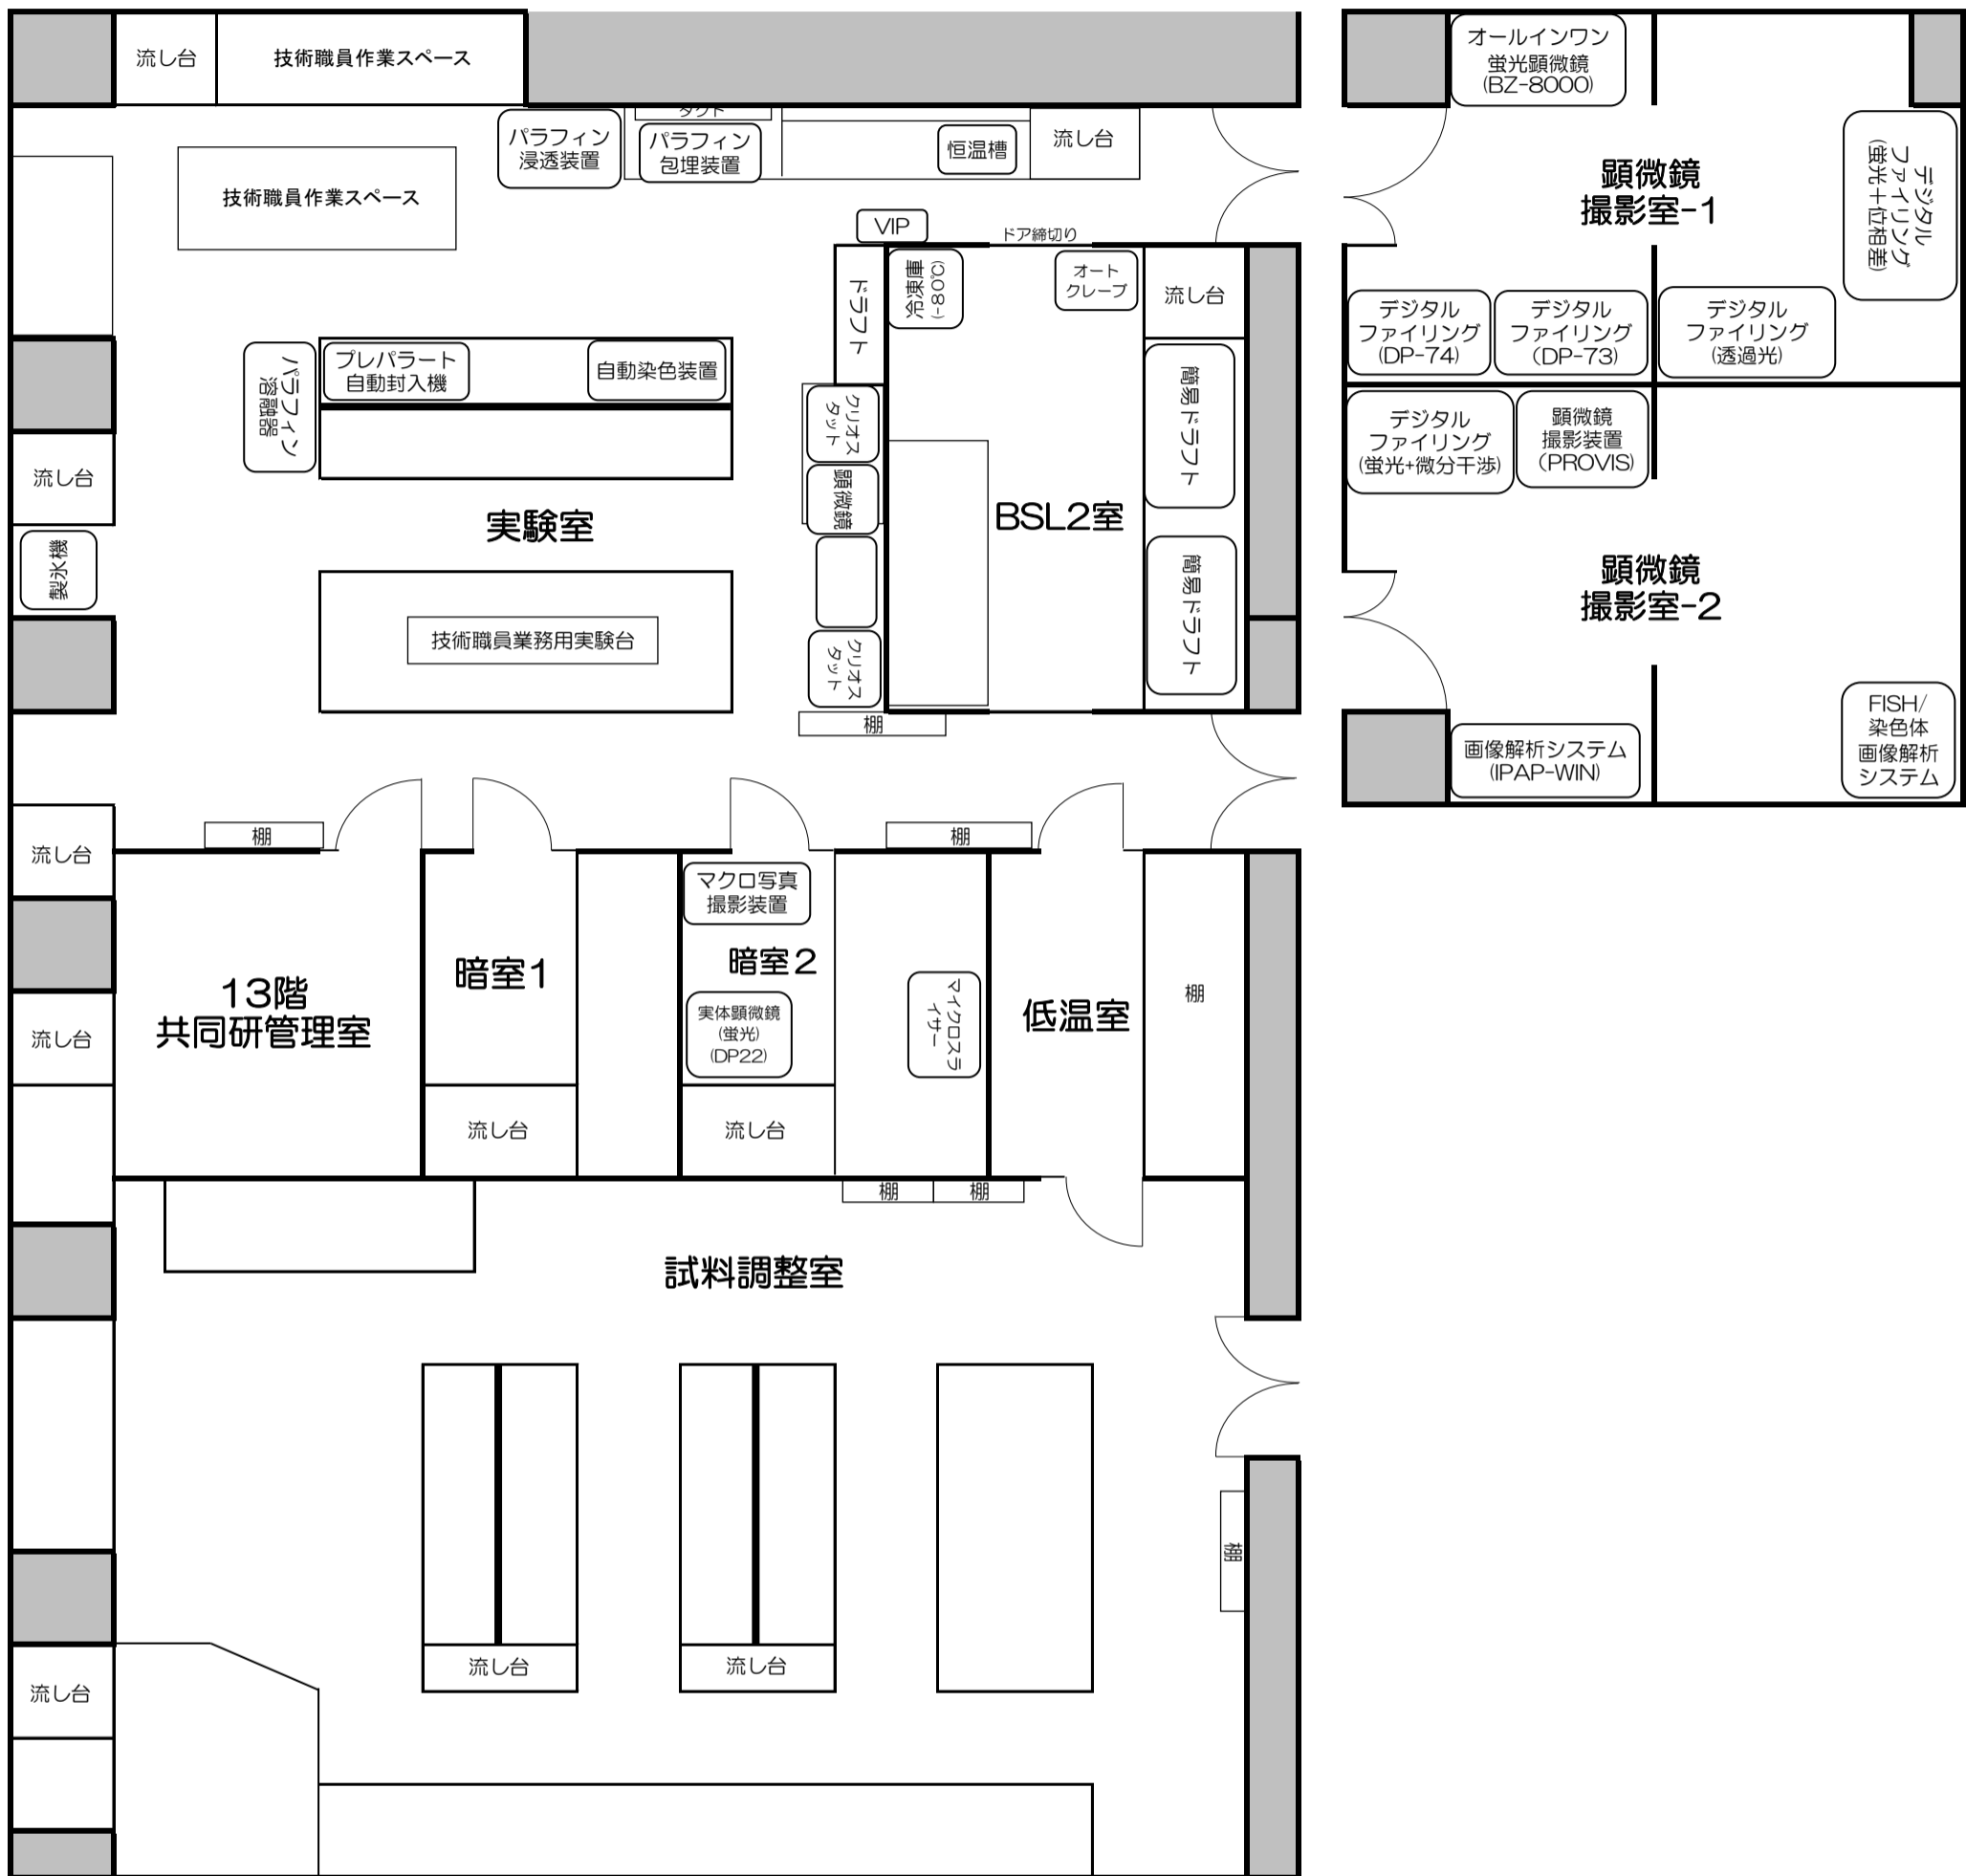 流し台
技術職員作業スペース
オールインワン
蛍光顕微鏡
(BZ-8000)
ダクト
パラフィン
浸透装置
パラフィン
包埋装置
恒温槽
流し台
技術職員作業スペース
顕微鏡
撮影室-1
デジタル
ファイリング
(蛍光+位相差)
VIP
ドア締切り
ドラフト
冷凍庫
(-80℃)
オート
クレーブ
流し台
デジタル
ファイリング
(DP-74)
デジタル
ファイリング
(DP-73)
デジタル
ファイリング
(透過光)
パラフィン
溶融器
プレパラート
自動封入機
自動染色装置
クリオス
タット
簡易ドラフト
デジタル
ファイリング
(蛍光+微分干渉)
顕微鏡
撮影装置
(PROVIS)
流し台
顕微鏡
実験室
BSL2室
製氷機
簡易ドラフト
顕微鏡
撮影室-2
技術職員業務用実験台
クリオス
タット
棚
画像解析システム
(IPAP-WIN)
FISH/
染色体
画像解析
システム
流し台
棚
棚
マクロ写真
撮影装置
暗室1
暗室2
13階
共同研管理室
実体顕微鏡
(蛍光)
(DP22)
マイクロスラ
イサー
低温室
棚
流し台
流し台
流し台
棚
棚
試料調整室
棚
流し台
流し台
流し台